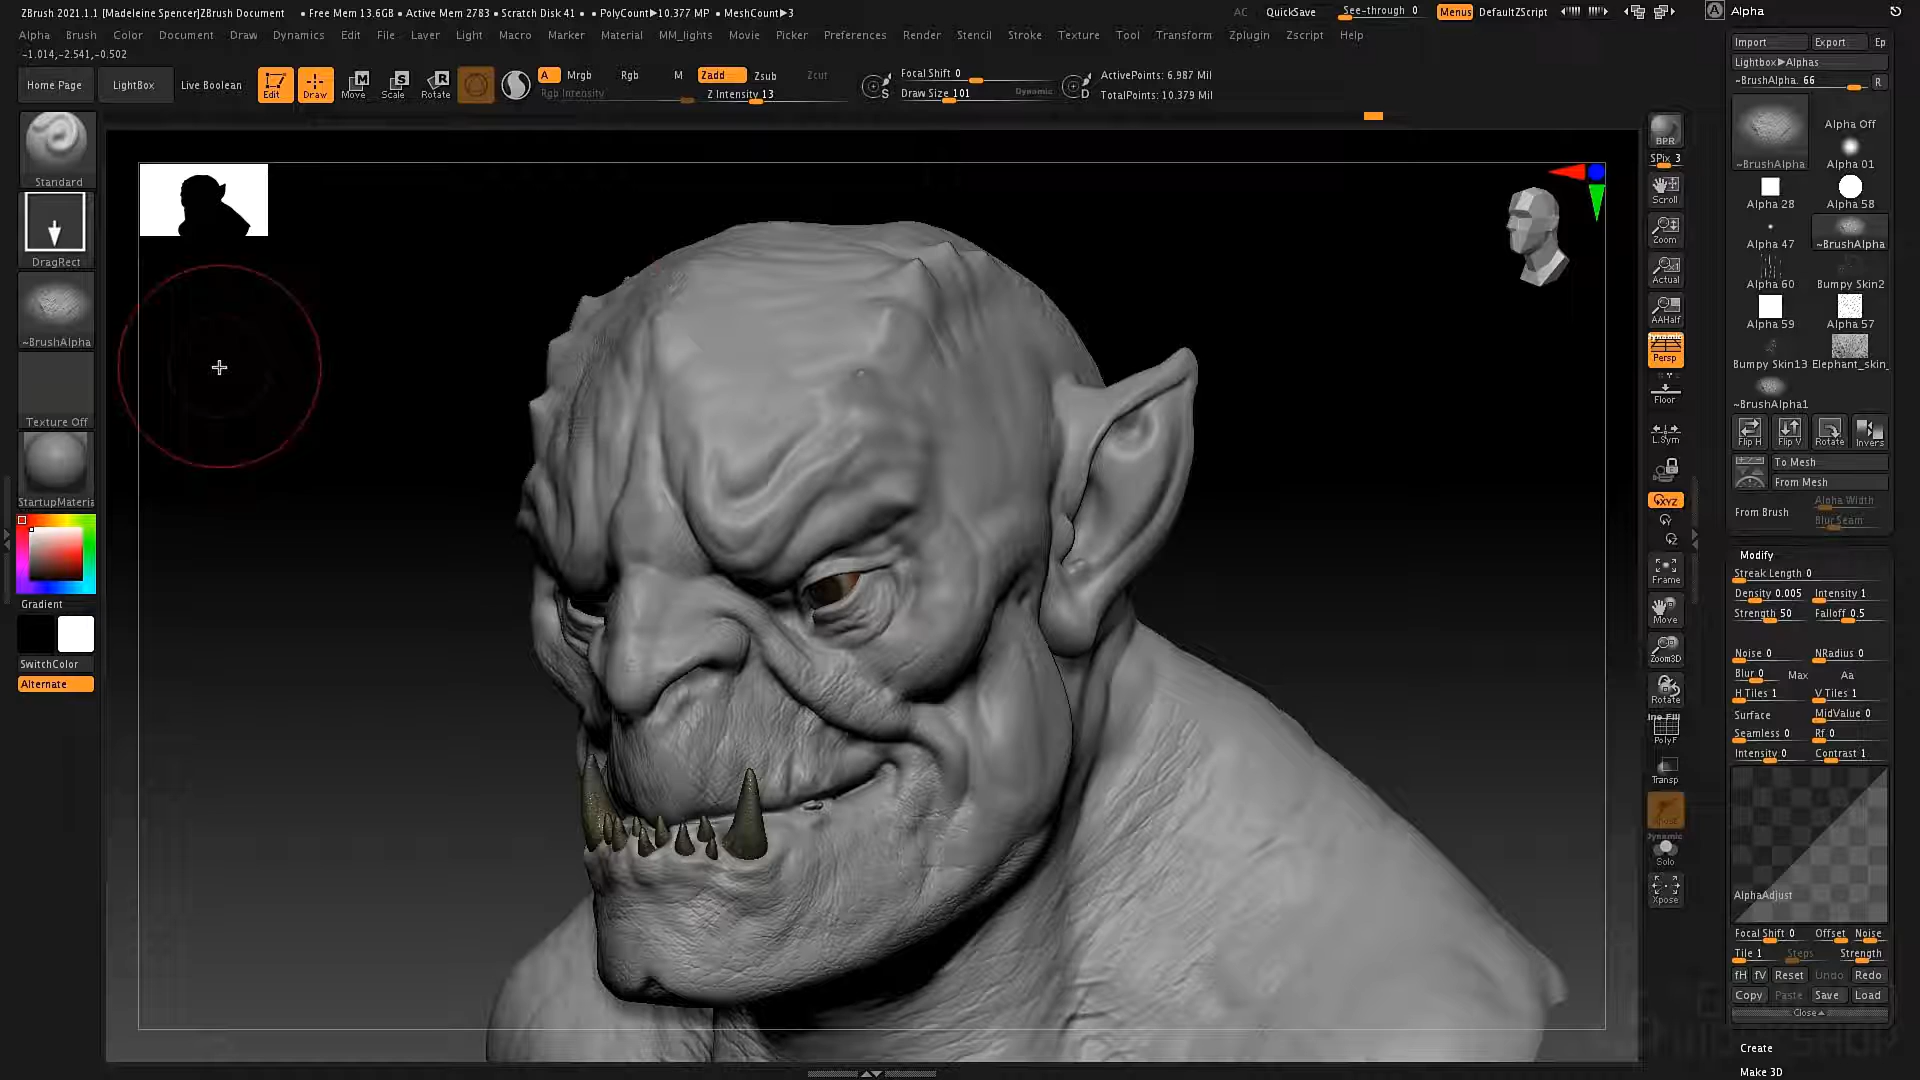 ZBrush 2021.1.1 [Madeleine Spencer]ZBrush Document • Free Mem 13.6GB • Active Mem 2783 • Scratch Disk 41 • PolyCount▶10.377 MP • MeshCount▶3
AC QuickSave See-through 0 Menus DefaultZScript
Alpha Brush Color Document Draw Dynamics Edit File Layer Light Macro Marker Material MM_lights Movie Picker Preferences Render Stencil Stroke Texture Tool Transform Zplugin Zscript Help
-1.014,-2.541,-0.502
Home Page LightBox Live Boolean Edit Draw Move Scale Rotate
A Mrgb Rgb M Zadd Zsub Zcut
Rgb Intensity Z Intensity 13
Focal Shift 0
Draw Size 101 Dynamic
ActivePoints: 6.987 Mil
TotalPoints: 10.379 Mil
Standard
DragRect
~BrushAlpha
Texture Off
StartupMateria
Gradient
SwitchColor
Alternate
BPR
SPix 3
Scroll
Zoom
Actual
AAHalf
Dynamic
Persp
Floor
L.Sym
XYZ
Frame
Move
Zoom3D
Rotate
Line Fill
PolyF
Transp
Dynamic
Solo
Xpose
Alpha
Import Export Ep
Lightbox▶Alphas
~BrushAlpha. 66 R
~BrushAlpha
Alpha Off
Alpha 01
Alpha 28 Alpha 58
Alpha 47 ~BrushAlpha
Alpha 60 Bumpy Skin2
Alpha 59 Alpha 57
Bumpy Skin13 Elephant_skin_
~BrushAlpha1
Flip H Flip V Rotate Invers
To Mesh
From Mesh
Alpha Width
From Brush
Blur Seam
Modify
Streak Length 0
Density 0.005 Intensity 1
Strength 50 Falloff 0.5
Noise 0 NRadius 0
Blur 0 Max Aa
H Tiles 1 V Tiles 1
Surface MidValue 0
Seamless 0 Rf 0
Intensity 0 Contrast 1
AlphaAdjust
Focal Shift 0 Offset Noise
Tile 1 Steps Strength
fH fV Reset Undo Redo
Copy Paste Save Load
Close
Create
Make 3D